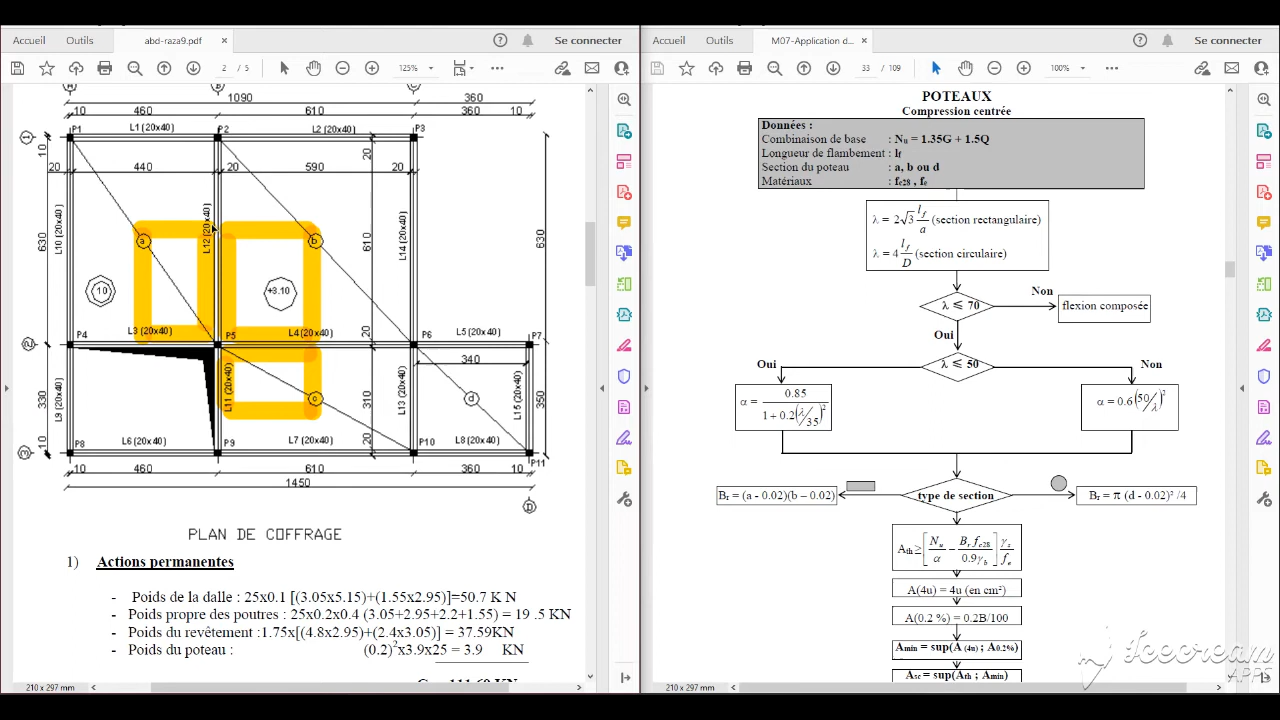 Accueil Outils abd-raza9.pdf × Se connecter
2 / 5 125%
1090 360
10 460 610 360 10
P1 L1 (20x40) P2 L2 (20x40) P3
1
10 20
20 440 20 590 20
630 L10 (20x40) L12 (20x40) 610 L14 (20x40) 630
a b
10 +3.10
20
P4 L3 (20x40) P5 L4 (20x40) P6 L5 (20x40) P7
2
340
330 L9 (20x40) L11 (20x40) c 310 L13 (20x40) d L15 (20x40) 350
10 20
P8 L6 (20x40) P9 L7 (20x40) P10 L8 (20x40) P11
3
10 460 610 360 10
1450
D
PLAN DE COFFRAGE
1) Actions permanentes
- Poids de la dâlle : 25x0.1 [(3.05x5.15)+(1.55x2.95)]=50.7 K N
- Poids propre des poutres : 25x0.2x0.4 (3.05+2.95+2.2+1.55) = 19 .5 KN
- Poids du revêtement :1.75x[(4.8x2.95)+(2.4x3.05)] = 37.59KN
- Poids du poteau : (0.2)²x3.9x25 = 3.9 KN
210 x 297 mm
Accueil Outils M07-Application d... × Se connecter
33 / 109 100%
POTEAUX
Compression centrée
Données :
Combinaison de base : Nu = 1.35G + 1.5Q
Longueur de flambement : lf
Section du poteau : a, b ou d
Matériaux : fc28 , fe
λ = 2√3 lf/a (section rectangulaire)
λ = 4 lf/D (section circulaire)
Non
λ ≤ 70 flexion composée
Oui
Oui λ ≤ 50 Non
α = 0.85 / (1 + 0.2(λ/35)²) α = 0.6(50/λ)²
Br = (a - 0.02)(b – 0.02) type de section Br = π (d - 0.02)² /4
Ath ≥ [Nu/α − Br fc28/0.9γb] γs/fe
A(4u) = 4u (en cm²)
A(0.2 %) = 0.2B/100
Amin = sup(A (4u) ; A0.2%)
Asc = sup(Ath ; Amin)
210 x 297 mm
Icecream
APPS